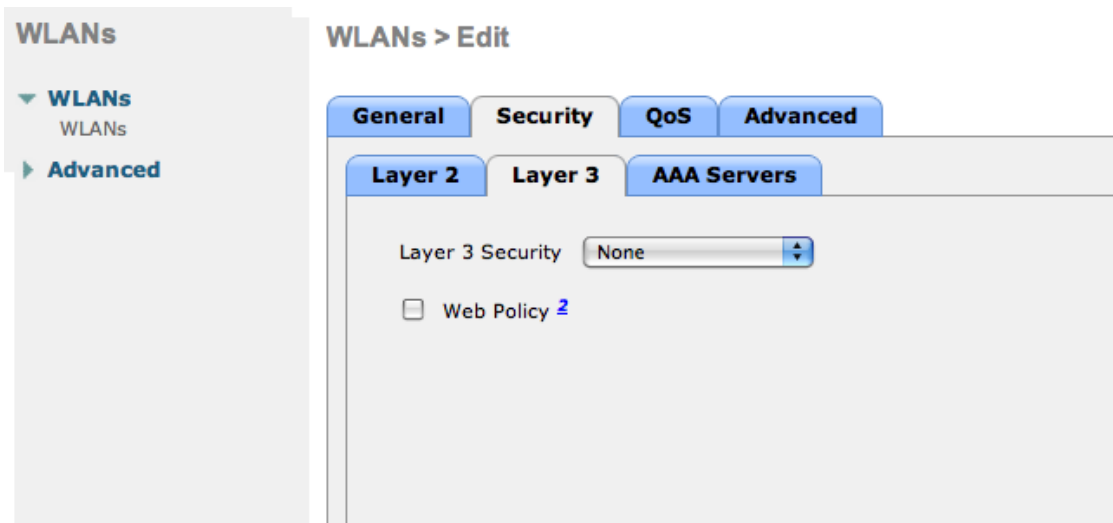 WLANs
WLANs
WLANs
Advanced
WLANs > Edit
General Security QoS Advanced
Layer 2 Layer 3 AAA Servers
Layer 3 Security None
Web Policy 2